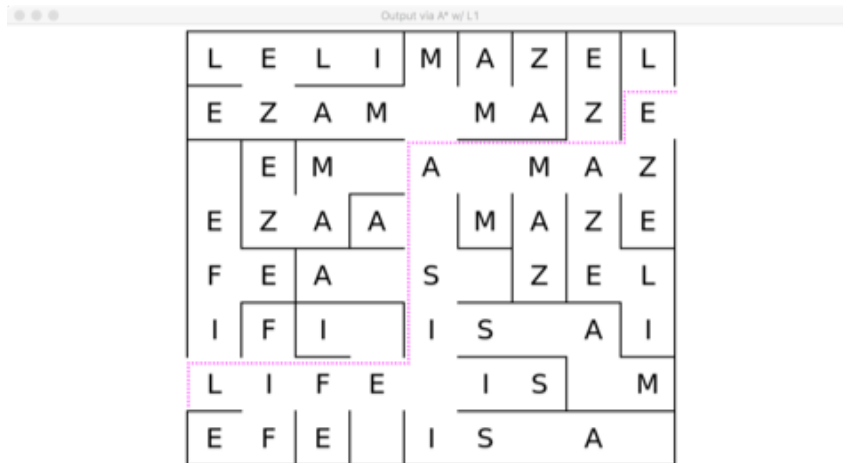 Output via A* w/ L1
L E L I M A Z E L
E Z A M M A Z E
E M A M A Z
E Z A A M A Z E
F E A S Z E L
I F I I S A I
L I F E I S M
E F E I S A